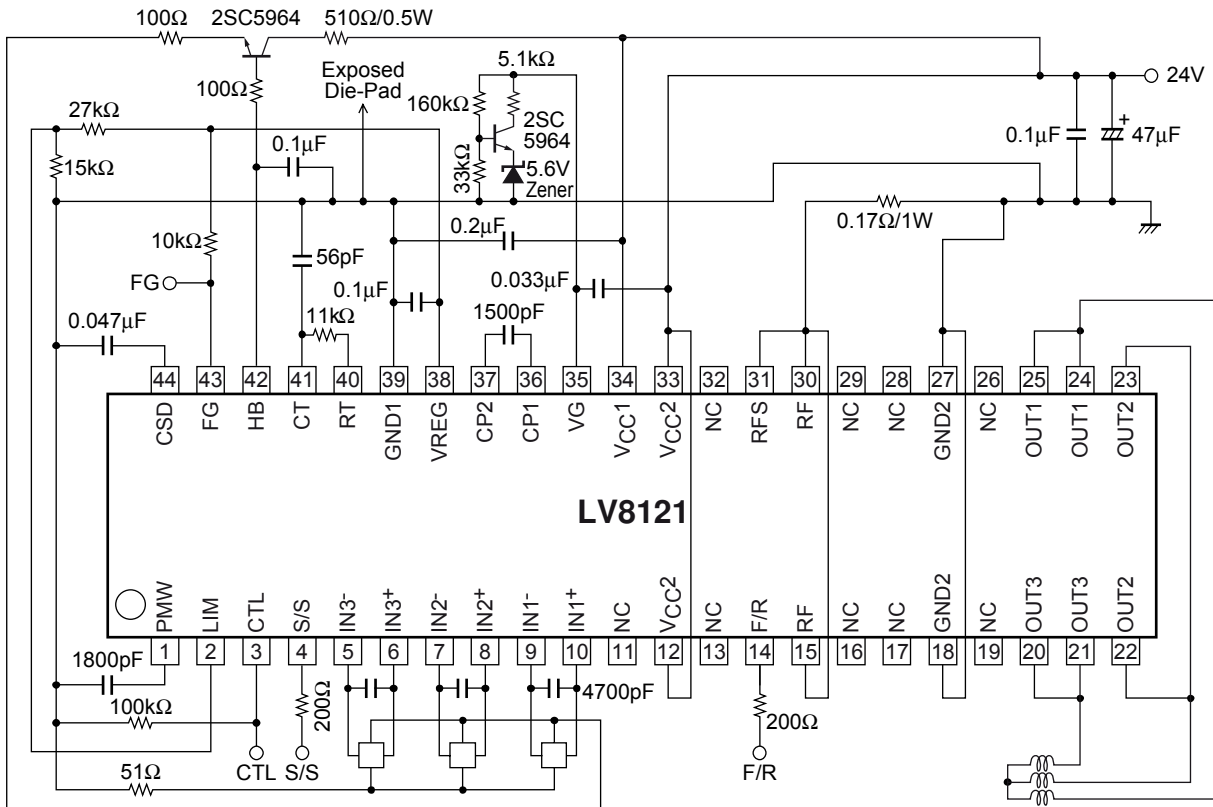 100Ω 2SC5964 510Ω/0.5W
Exposed
Die-Pad
5.1kΩ
24V
100Ω
160kΩ
2SC
5964
27kΩ
0.1μF
0.1μF
+
47μF
15kΩ
33kΩ
5.6V
Zener
0.17Ω/1W
10kΩ
0.2μF
56pF
FG
0.033μF
0.1μF
1500pF
11kΩ
0.047μF
44 43 42 41 40 39 38 37 36 35 34 33 32 31 30 29 28 27 26 25 24 23
CSD FG HB CT RT GND1 VREG CP2 CP1 VG VCC1 VCC2 NC RFS RF NC NC GND2 NC OUT1 OUT1 OUT2
LV8121
PMW LIM CTL S/S IN3- IN3+ IN2- IN2+ IN1- IN1+ NC VCC2 NC F/R RF NC NC GND2 NC OUT3 OUT3 OUT2
1 2 3 4 5 6 7 8 9 10 11 12 13 14 15 16 17 18 19 20 21 22
1800pF
4700pF
100kΩ
200Ω
200Ω
51Ω
CTL S/S
F/R